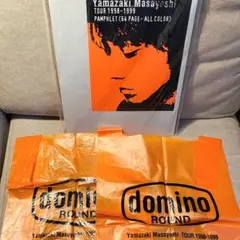 Yamazaki Masayoshi
TOUR 1998-1999
PAMPHLET (84 PAGE - ALL COLOR)
domino
ROUND
Yamazaki Masayoshi TOUR 1998-1999
domino
ROUND
Yamazaki Masayoshi TOUR 1998-1999